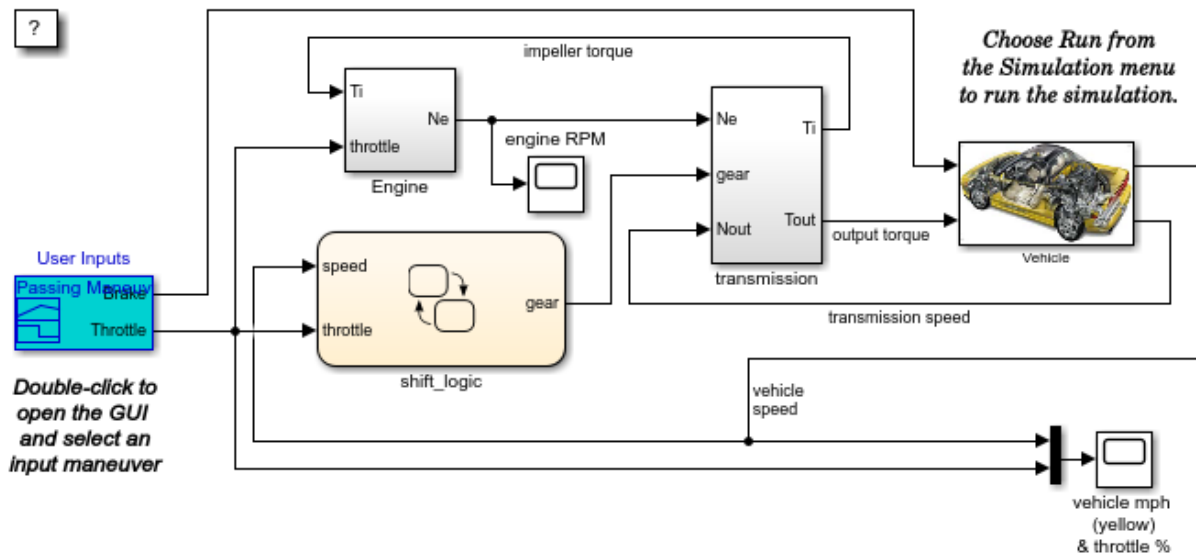 ?
impeller torque
Choose Run from
the Simulation menu
to run the simulation.
Ti
Ne
throttle
Engine
engine RPM
Ne
gear
Nout
Ti
Tout
transmission
output torque
Vehicle
transmission speed
User Inputs
Passing Maneuv
Brake
Throttle
speed
throttle
gear
shift_logic
Double-click to
open the GUI
and select an
input maneuver
vehicle
speed
vehicle mph
(yellow)
& throttle %